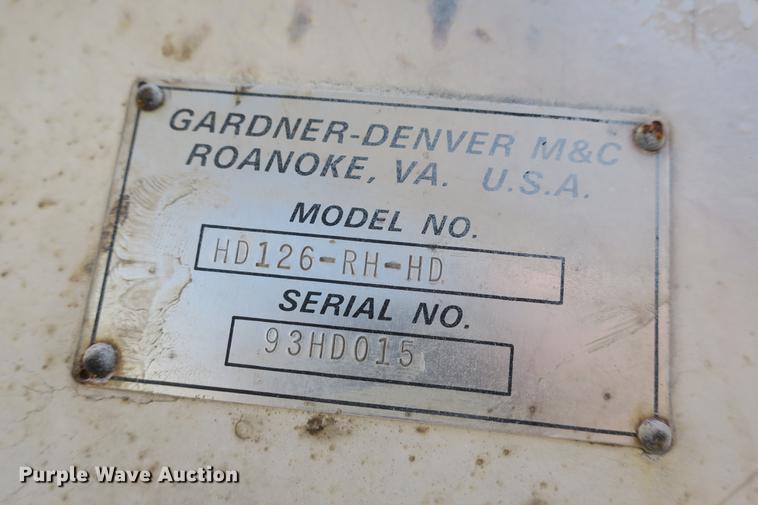 GARDNER-DENVER M&C
ROANOKE, VA. U.S.A.
MODEL NO.
HD126-RH-HD
SERIAL NO.
93HD015
Purple Wave Auction